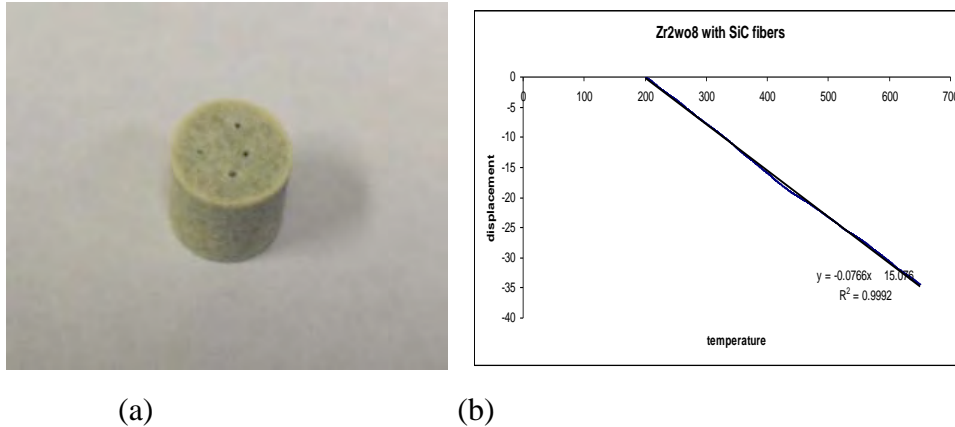 Zr2wo8 with SiC fibers
0
0 100 200 300 400 500 600 700
-5
-10
-15
-20
-25
-30
-35
-40
displacement
y = -0.0766x 15.076
R2 = 0.9992
temperature
(a) (b)